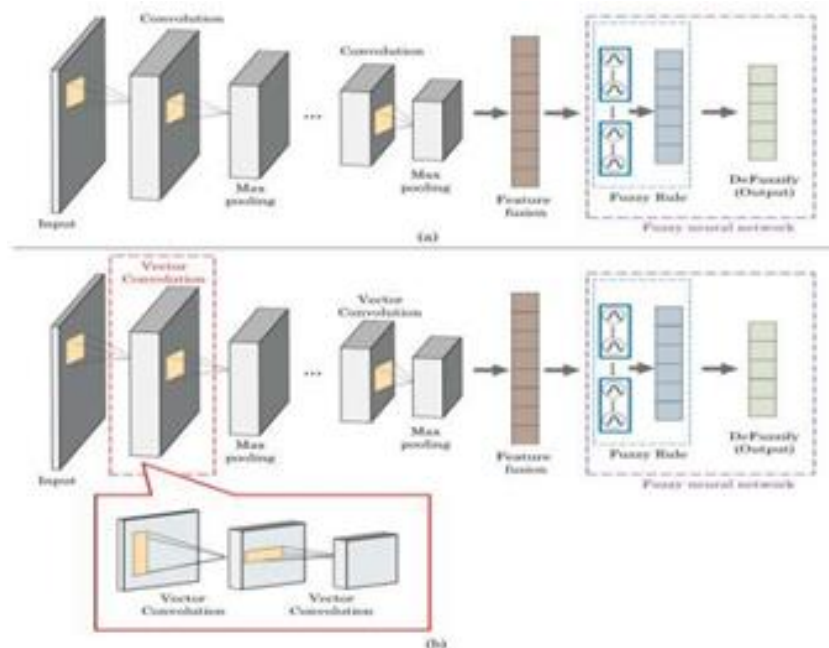 Convolution
Convolution
...
Input
Max
pooling
Max
pooling
Feature
fusion
Fuzzy Rule
DeFuzzify
(Output)
Fuzzy neural network
(a)
Vector
Convolution
Vector
Convolution
...
Input
Max
pooling
Max
pooling
Feature
fusion
Fuzzy Rule
DeFuzzify
(Output)
Fuzzy neural network
Vector
Convolution
Vector
Convolution
(b)